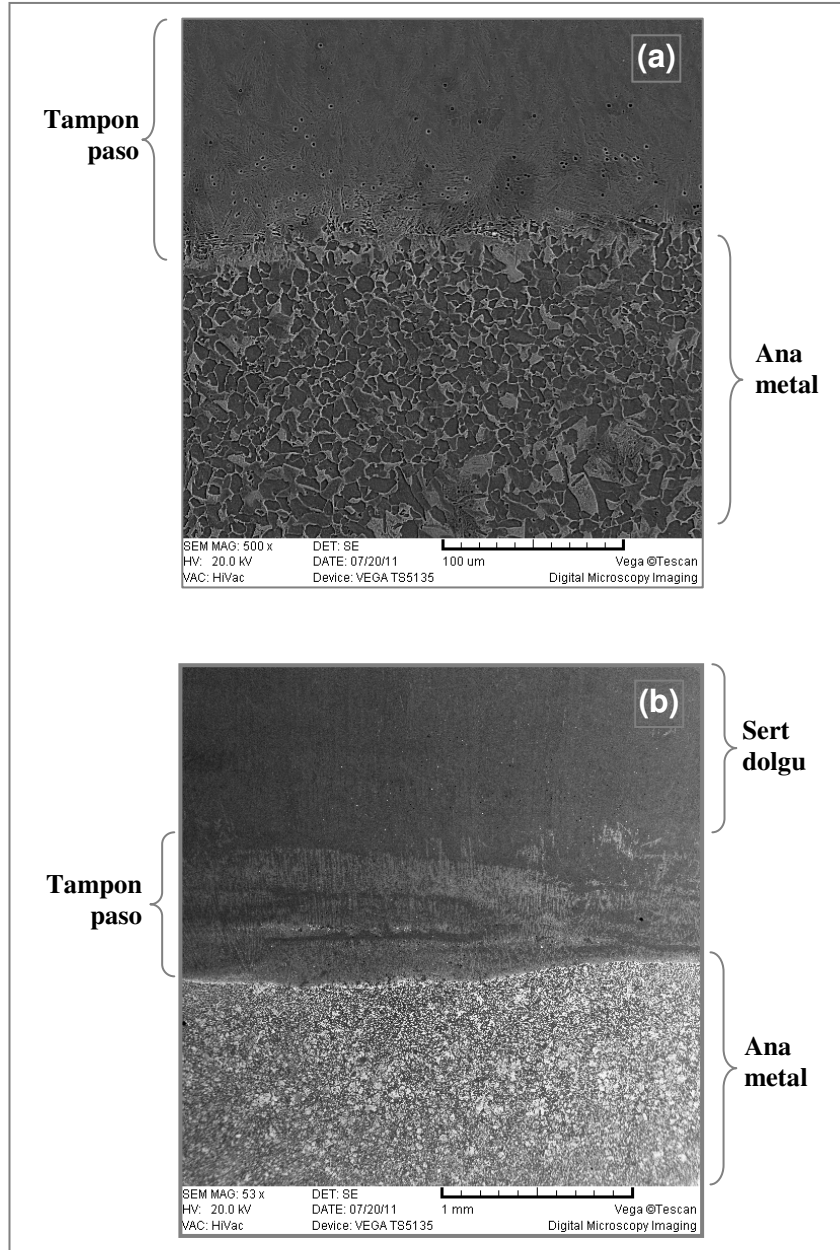 (a)
Tampon
paso
Ana
metal
SEM MAG: 500 x DET: SE
HV: 20.0 kV DATE: 07/20/11 100 um Vega ©Tescan
VAC: HiVac Device: VEGA TS5135 Digital Microscopy Imaging
(b)
Sert
dolgu
Tampon
paso
Ana
metal
SEM MAG: 53 x DET: SE
HV: 20.0 kV DATE: 07/20/11 1 mm Vega ©Tescan
VAC: HiVac Device: VEGA TS5135 Digital Microscopy Imaging